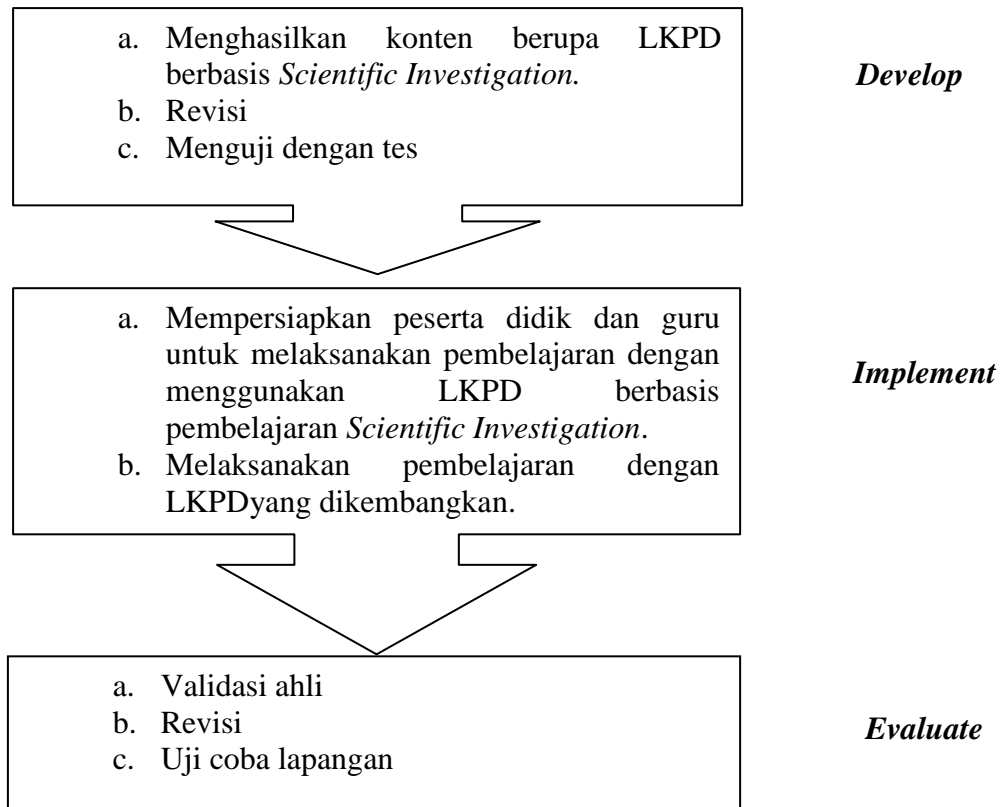 a. Menghasilkan konten berupa LKPD
berbasis Scientific Investigation.
b. Revisi
c. Menguji dengan tes
Develop
a. Mempersiapkan peserta didik dan guru
untuk melaksanakan pembelajaran dengan
menggunakan LKPD berbasis
pembelajaran Scientific Investigation.
b. Melaksanakan pembelajaran dengan
LKPDyang dikembangkan.
Implement
a. Validasi ahli
b. Revisi
c. Uji coba lapangan
Evaluate